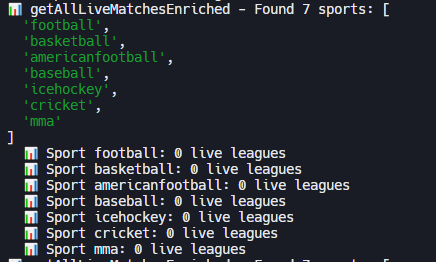 📊 getAllLiveMatchesEnriched - Found 7 sports: [
'football',
'basketball',
'americanfootball',
'baseball',
'icehockey',
'cricket',
'mma'
]
📊 Sport football: 0 live leagues
📊 Sport basketball: 0 live leagues
📊 Sport americanfootball: 0 live leagues
📊 Sport baseball: 0 live leagues
📊 Sport icehockey: 0 live leagues
📊 Sport cricket: 0 live leagues
📊 Sport mma: 0 live leagues